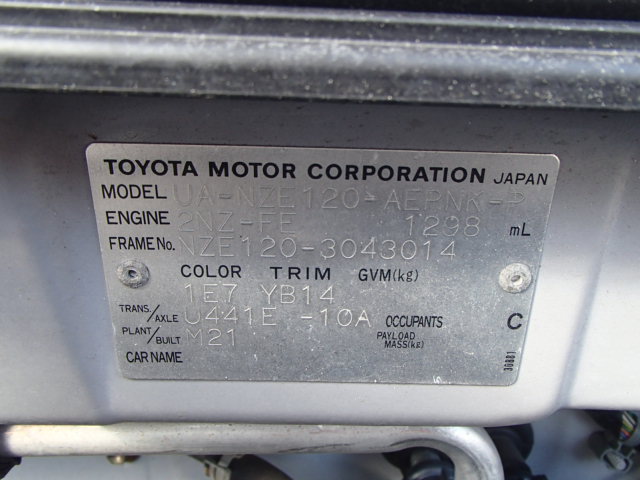 TOYOTA MOTOR CORPORATION JAPAN
MODEL UA-NZE120-AEPNK-P
ENGINE 2NZ-FE 1298 mL
FRAME No. NZE120-3043014
COLOR TRIM GVM(kg)
1E7 YB14
TRANS./AXLE U441E -10A OCCUPANTS C
PLANT/BUILT M21 PAYLOAD MASS(kg)
CAR NAME